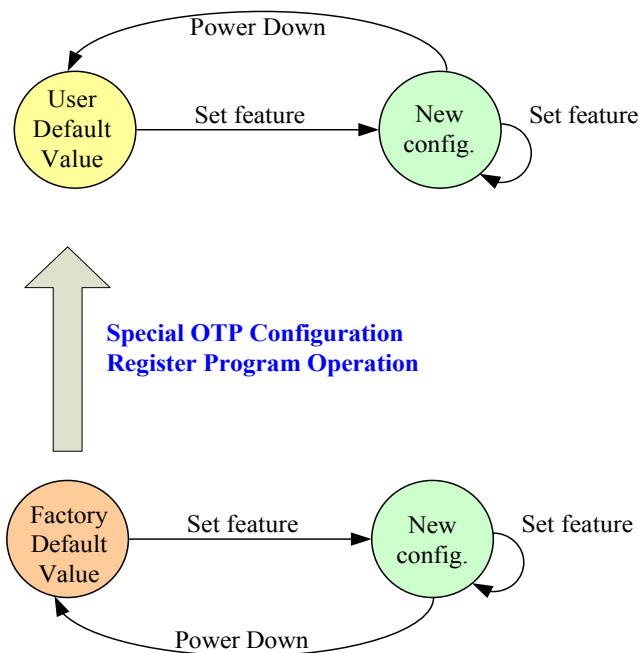 Power Down
User
Default
Value
Set feature
New
config.
Set feature
Special OTP Configuration
Register Program Operation
Factory
Default
Value
Set feature
New
config.
Set feature
Power Down